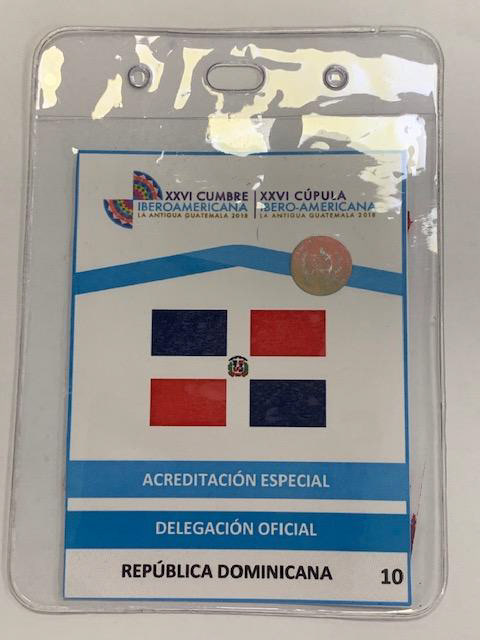 XXVI CUMBRE
IBEROAMERICANA
LA ANTIGUA GUATEMALA 2018
XXVI CÚPULA
IBERO-AMERICANA
LA ANTIGUA GUATEMALA 2018
ACREDITACIÓN ESPECIAL
DELEGACIÓN OFICIAL
REPÚBLICA DOMINICANA
10